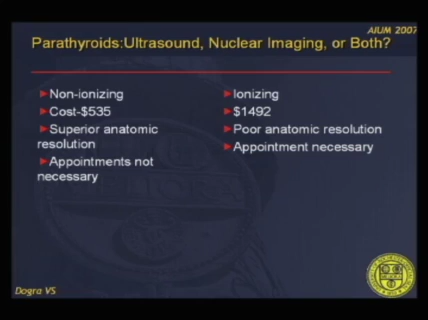 AIUM 2007
Parathyroids:Ultrasound, Nuclear Imaging, or Both?
►Non-ionizing
►Cost-$535
►Superior anatomic
resolution
►Appointments not
necessary
►Ionizing
►$1492
►Poor anatomic resolution
►Appointment necessary
Dogra VS